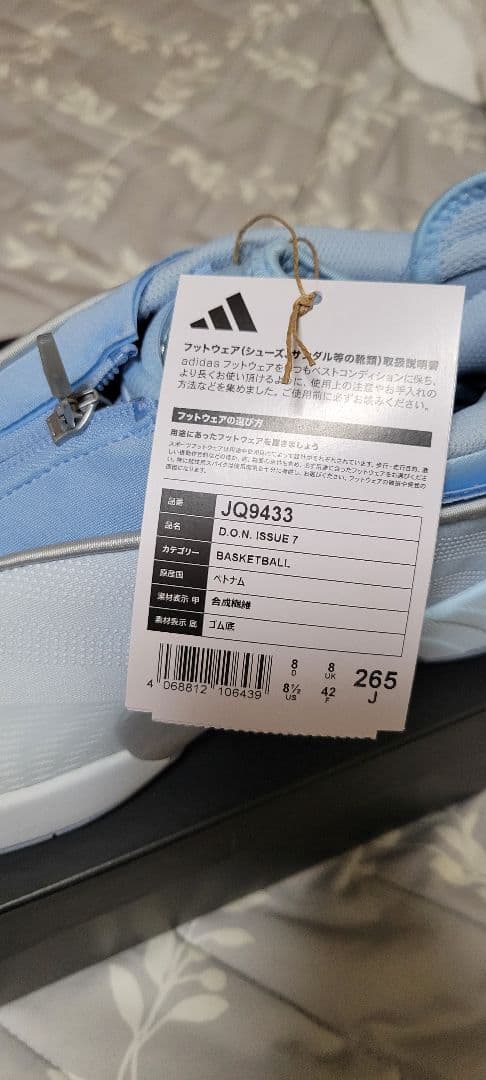 フットウェア(シューズ、サンダル等の靴類)取扱説明書
adidas フットウェアをいつもベストコンディションに保ち、
より長くお使い頂けるように、使用上の注意やお手入れの
方法などを集めました。ご使用前に必ずお読みください。
フットウェアの選び方
用途にあったフットウェアを履きましょう
品番 JQ9433
品名 D.O.N. ISSUE 7
カテゴリー BASKETBALL
原産国 ベトナム
素材表示 甲 合成繊維
素材表示 底 ゴム底
8 D 8 UK 265 J
8½ US 42 F
4 068812 106439